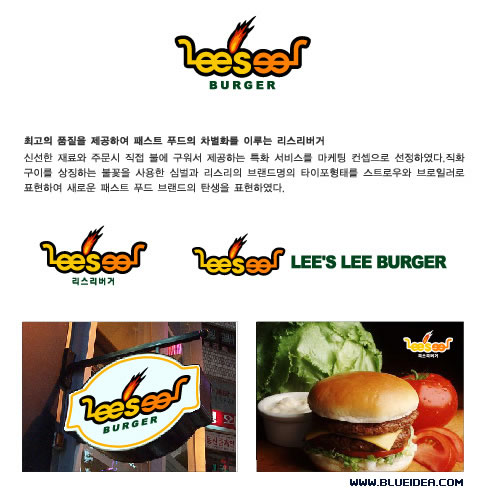 Lee'seeJ
BURGER
최고의 품질을 제공하여 패스트 푸드의 차별화를 이루는 리스리버거
신선한 재료와 주문시 직접 불에 구워서 제공하는 특화 서비스를 마케팅 컨셉으로 선정하였다.직화
구이를 상징하는 불꽃을 사용한 심벌과 리스리의 브랜드명의 타이포형태를 스트로우와 브로일러로
표현하여 새로운 패스트 푸드 브랜드의 탄생을 표현하였다.
Lee'seeJ
리스리버거
Lee'seeJ LEE'S LEE BURGER
Lee'seeJ
BURGER
Lee'seeJ
리스리버거
WWW.BLUEIDEA.COM